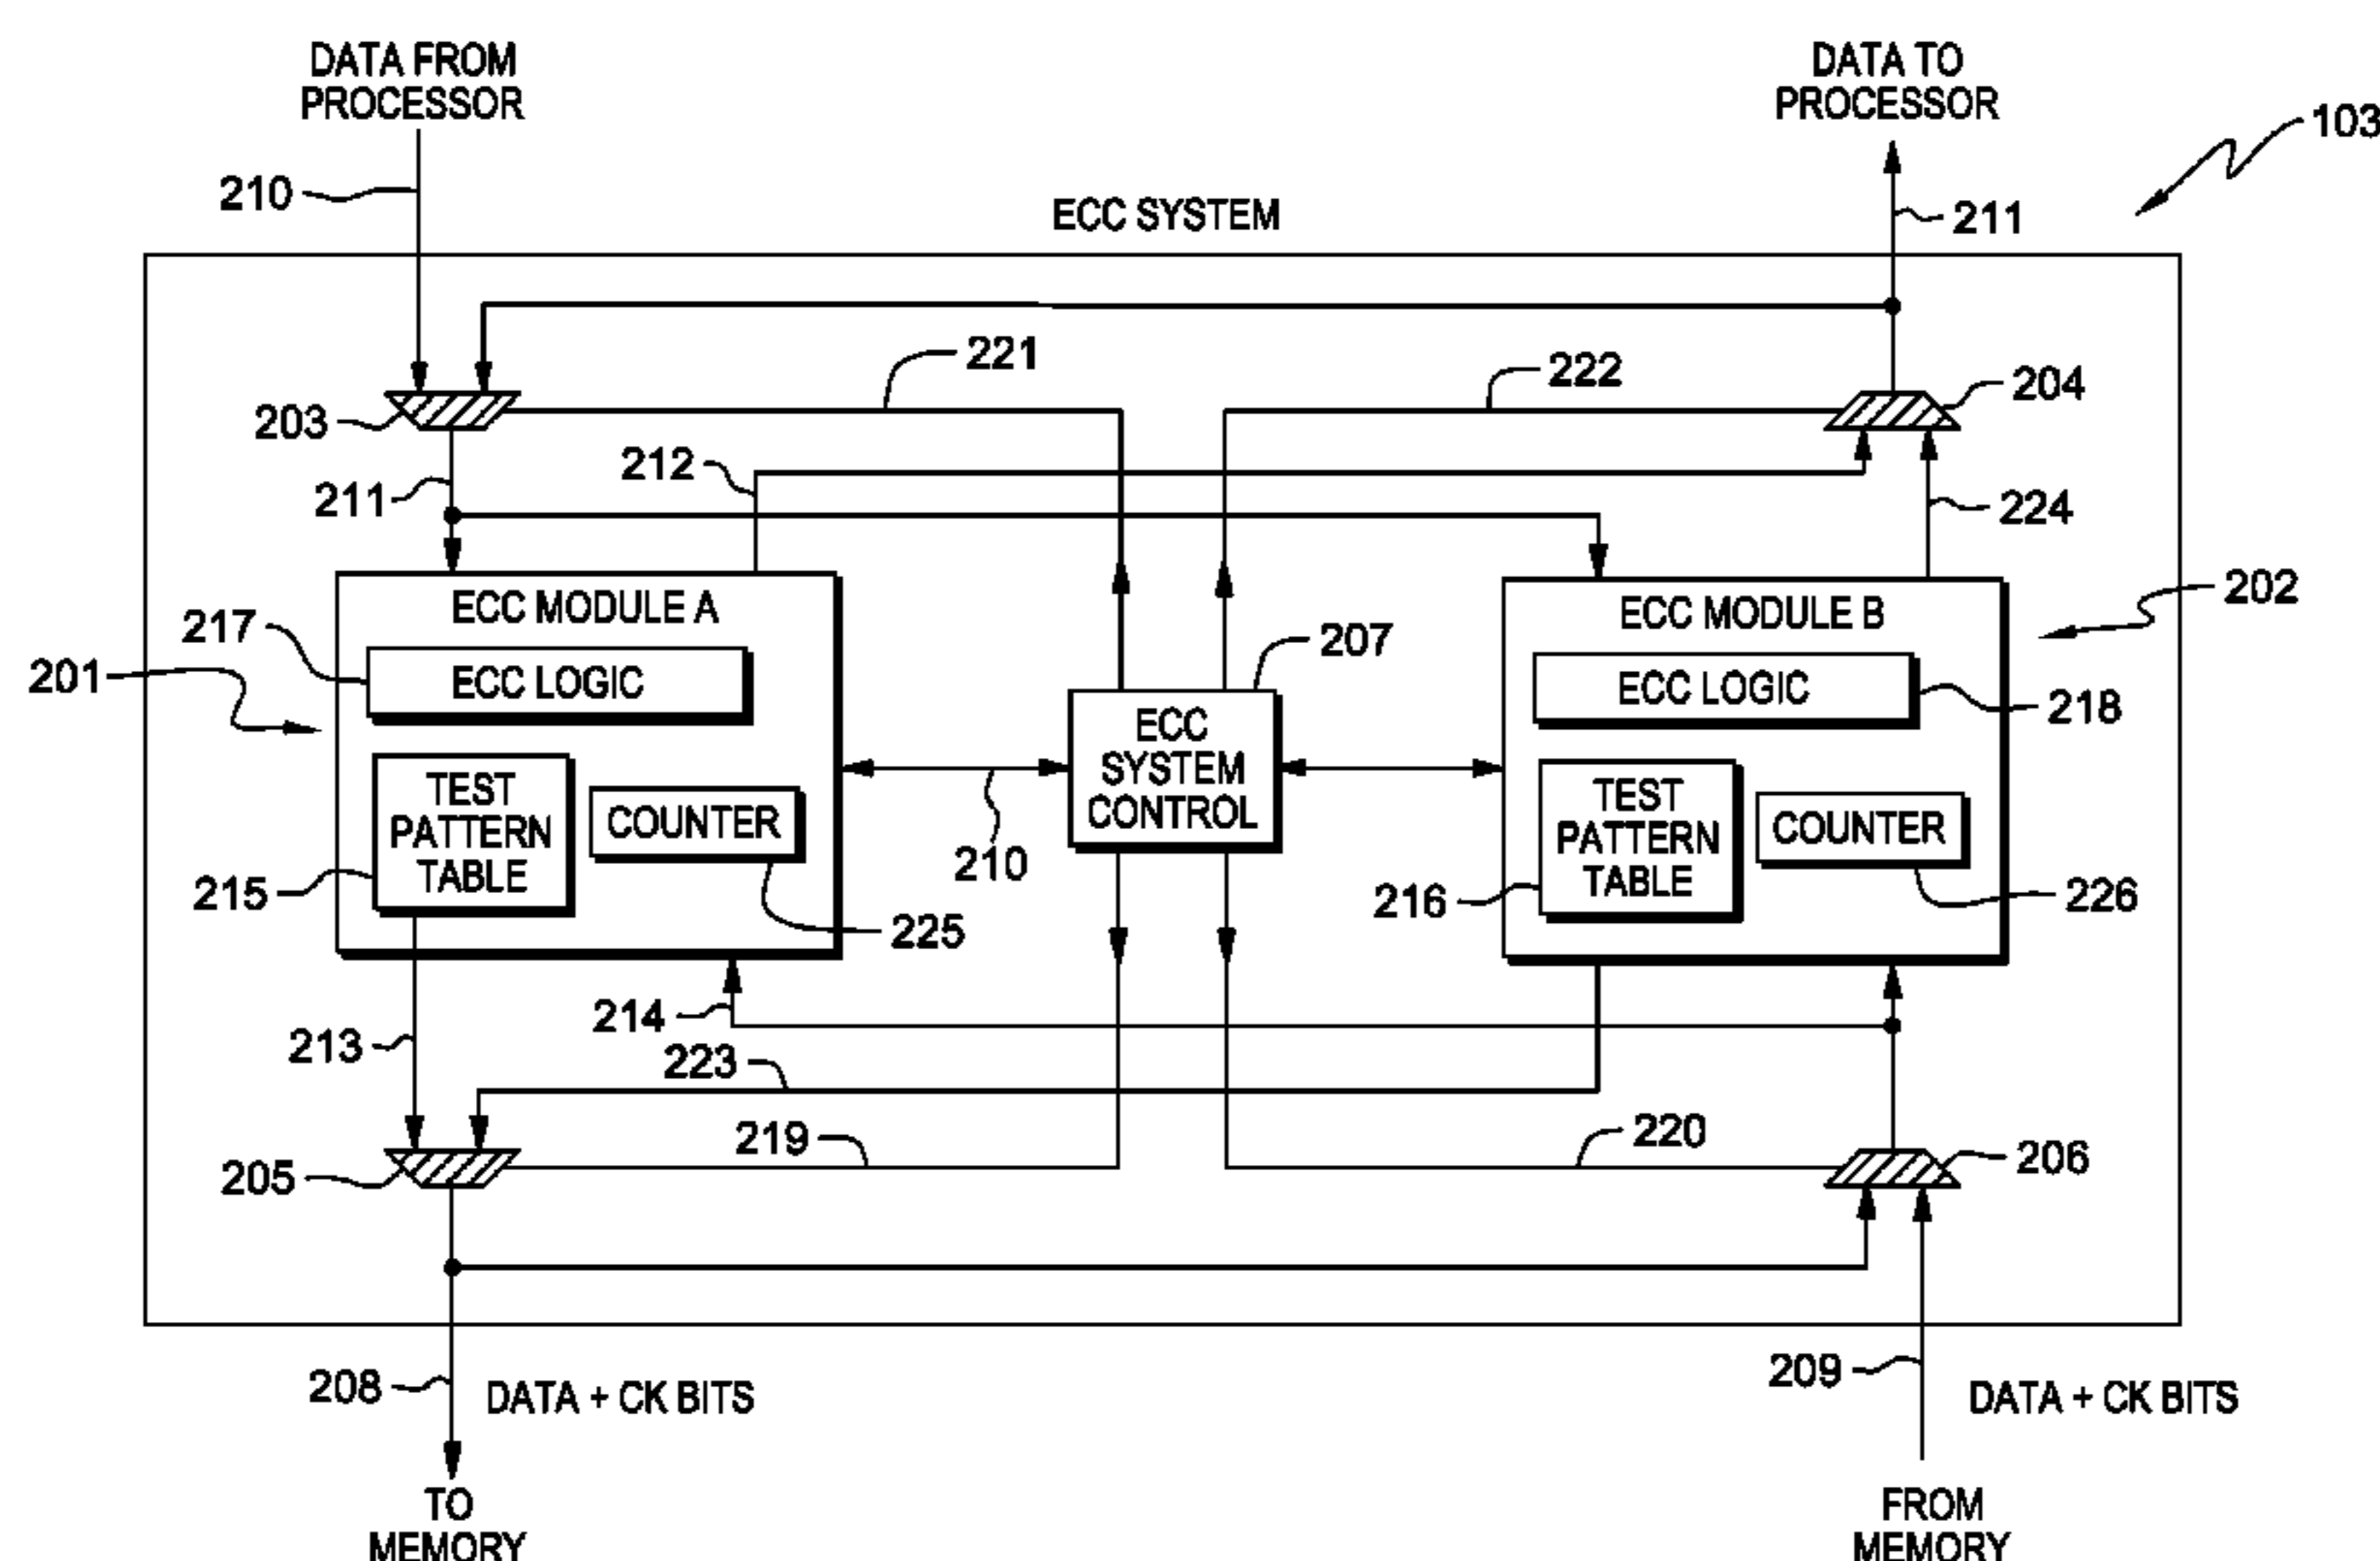 DATA FROM
PROCESSOR
DATA TO
PROCESSOR
103
210
ECC SYSTEM
211
221
222
204
203
212
211
224
ECC MODULE A
ECC MODULE B
202
217
ECC LOGIC
207
201
ECC LOGIC
218
ECC
SYSTEM
CONTROL
TEST
PATTERN
TABLE
COUNTER
TEST
PATTERN
TABLE
COUNTER
210
215
216
226
225
214
213
223
219
220
205
206
208
DATA + CK BITS
209
DATA + CK BITS
TO
MEMORY
FROM
MEMORY